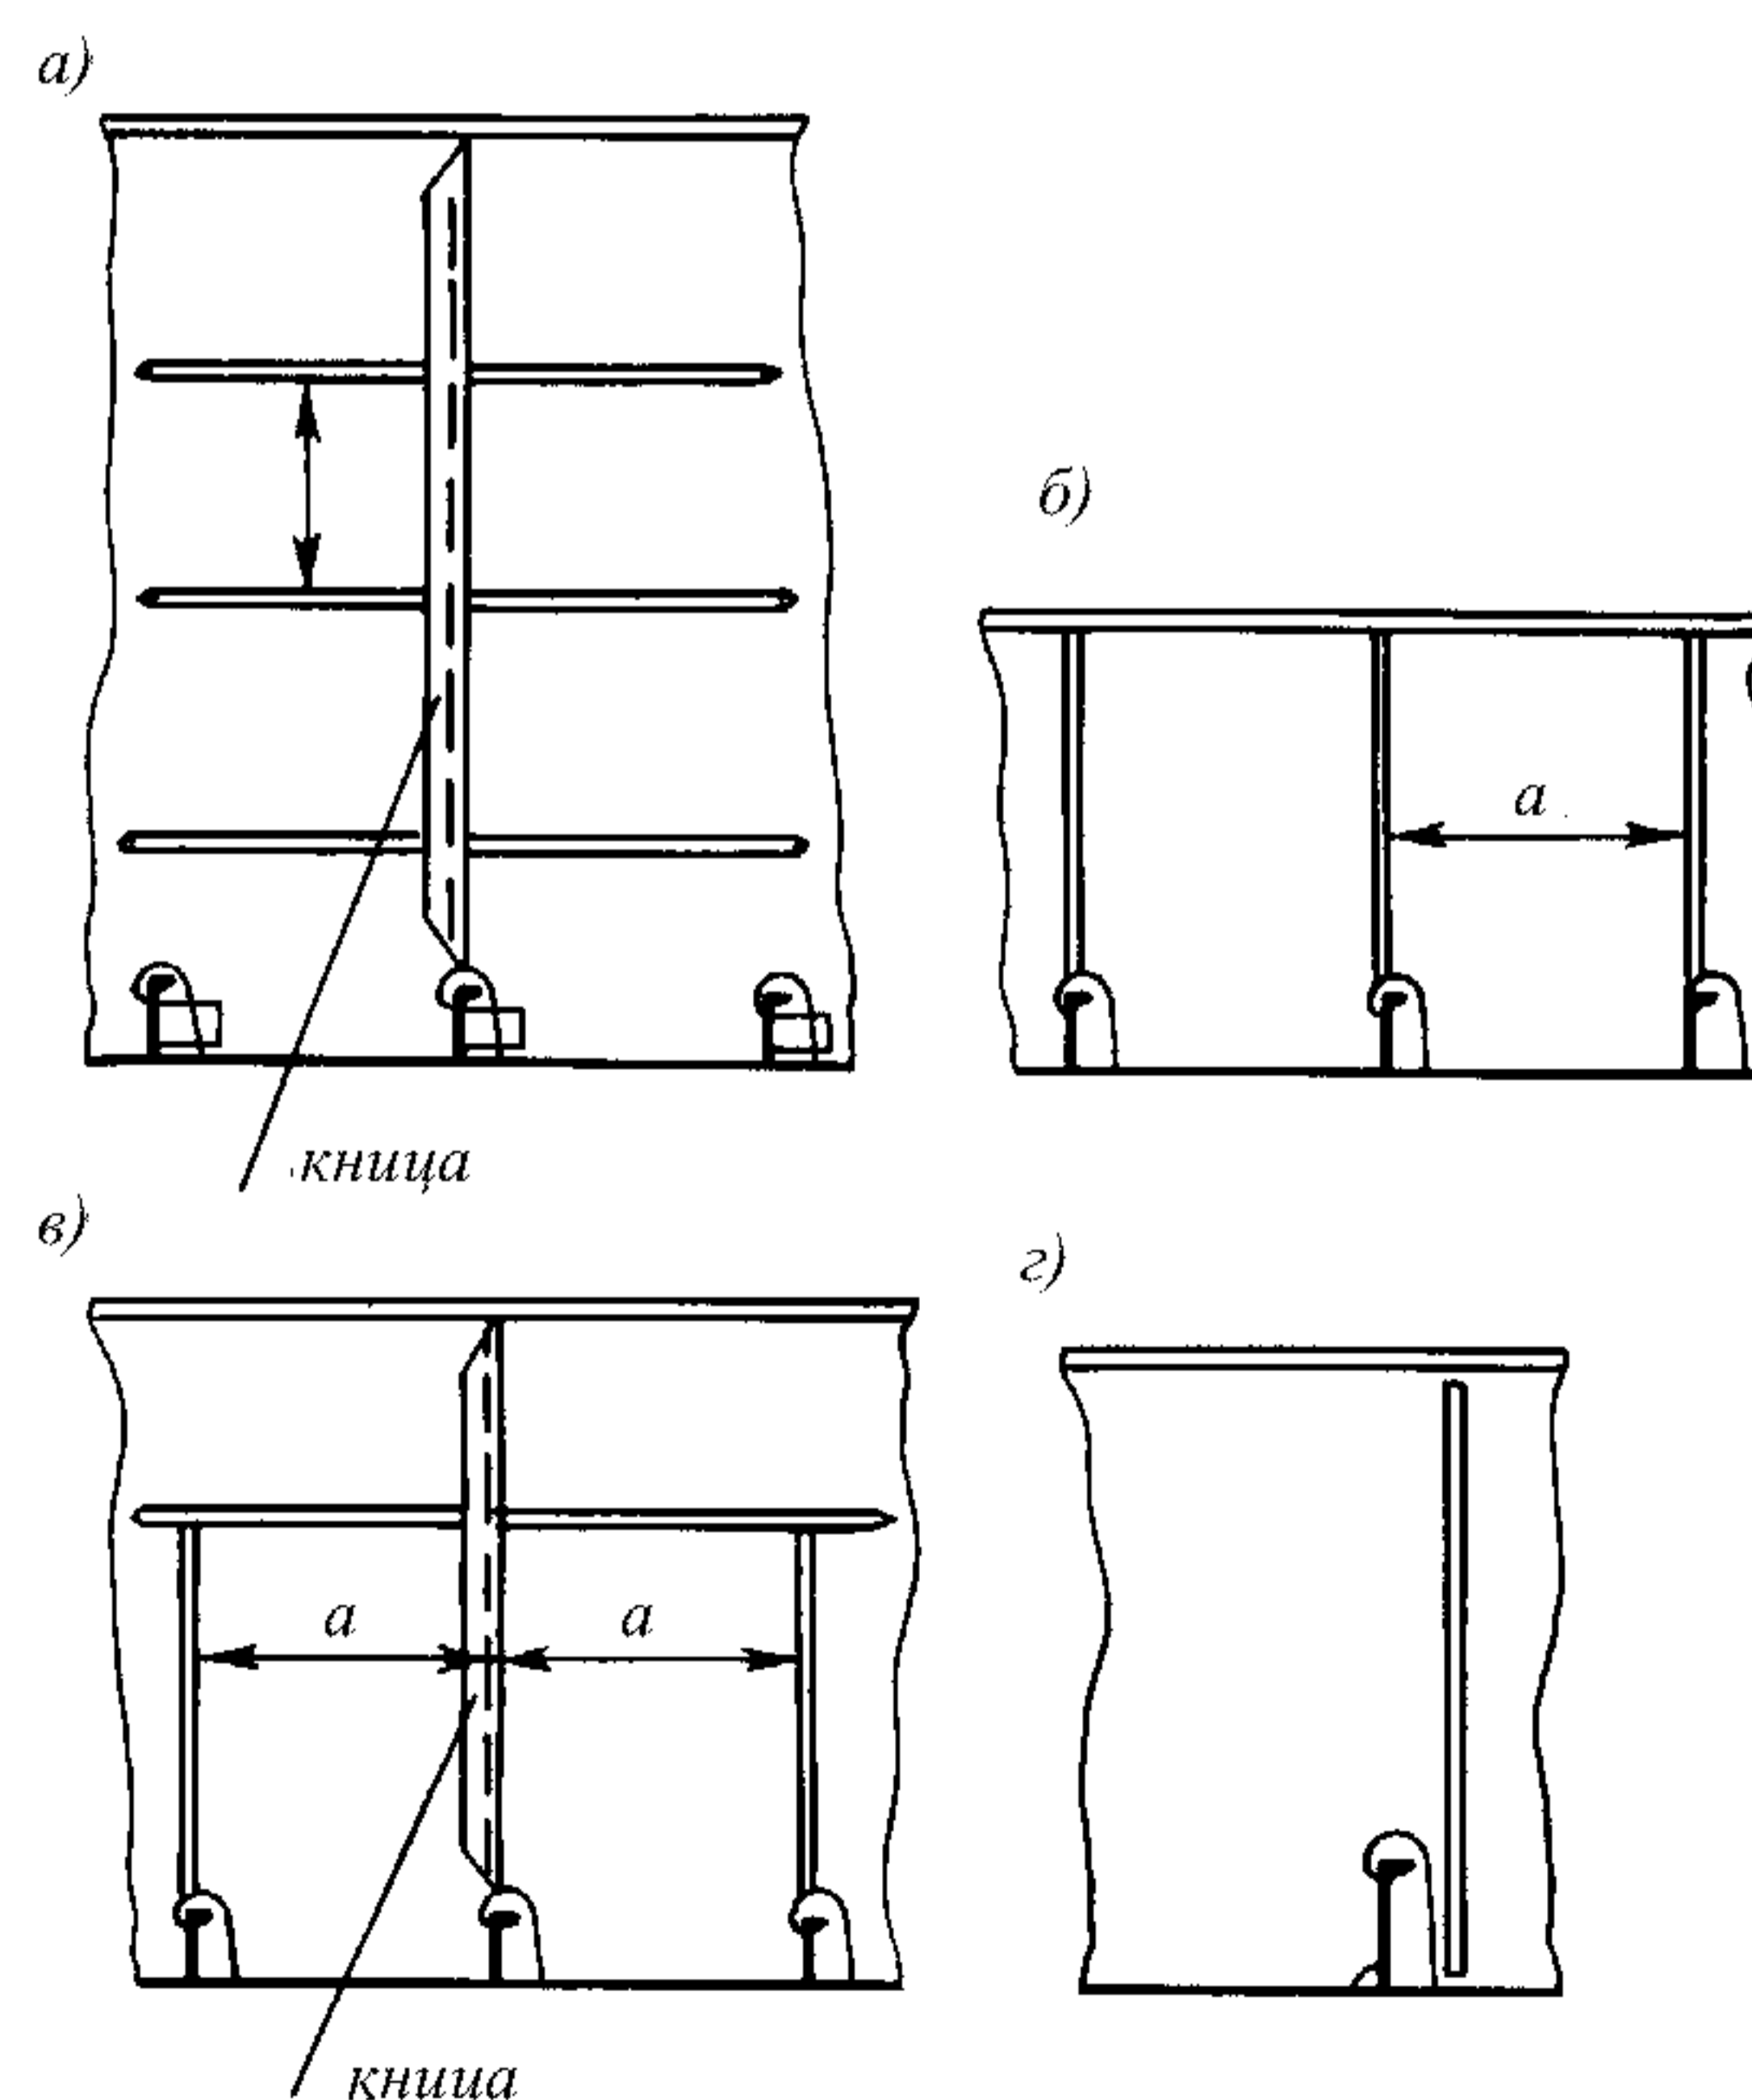 а)
б)
а
кница
в)
г)
а а
кница